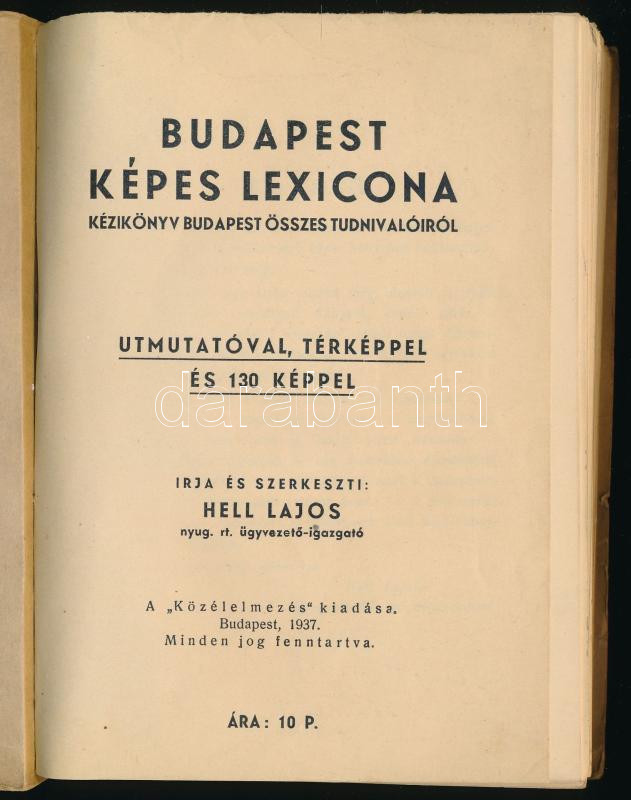 BUDAPEST
KÉPES LEXICONA
KÉZIKÖNYV BUDAPEST ÖSSZES TUDNIVALÓIRÓL
UTMUTATÓVAL, TÉRKÉPPEL
ÉS 130 KÉPPEL
darabanth
IRJA ÉS SZERKESZTI:
HELL LAJOS
nyug. rt. ügyvezető-igazgató
A „Közélelmezés“ kiadása.
Budapest, 1937.
Minden jog fenntartva.
ÁRA: 10 P.